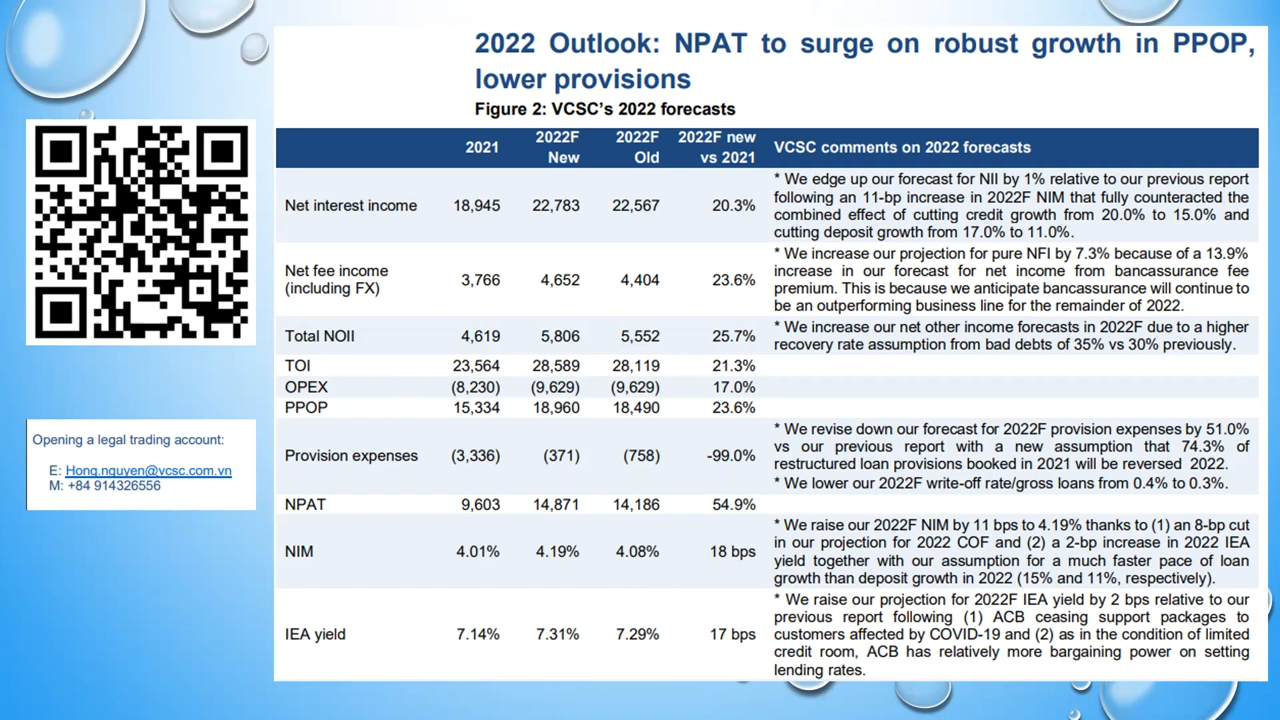 2022 Outlook: NPAT to surge on robust growth in PPOP,
lower provisions
Figure 2: VCSC's 2022 forecasts
2021 2022F New 2022F Old 2022F new vs 2021 VCSC comments on 2022 forecasts
Net interest income 18,945 22,783 22,567 20.3%
* We edge up our forecast for NII by 1% relative to our previous report
following an 11-bp increase in 2022F NIM that fully counteracted the
combined effect of cutting credit growth from 20.0% to 15.0% and
cutting deposit growth from 17.0% to 11.0%.
Net fee income
(including FX) 3,766 4,652 4,404 23.6%
* We increase our projection for pure NFI by 7.3% because of a 13.9%
increase in our forecast for net income from bancassurance fee
premium. This is because we anticipate bancassurance will continue to
be an outperforming business line for the remainder of 2022.
Total NOII 4,619 5,806 5,552 25.7%
* We increase our net other income forecasts in 2022F due to a higher
recovery rate assumption from bad debts of 35% vs 30% previously.
TOI 23,564 28,589 28,119 21.3%
OPEX (8,230) (9,629) (9,629) 17.0%
PPOP 15,334 18,960 18,490 23.6%
Provision expenses (3,336) (371) (758) -99.0%
* We revise down our forecast for 2022F provision expenses by 51.0%
vs our previous report with a new assumption that 74.3% of
restructured loan provisions booked in 2021 will be reversed 2022.
* We lower our 2022F write-off rate/gross loans from 0.4% to 0.3%.
NPAT 9,603 14,871 14,186 54.9%
NIM 4.01% 4.19% 4.08% 18 bps
* We raise our 2022F NIM by 11 bps to 4.19% thanks to (1) an 8-bp cut
in our projection for 2022 COF and (2) a 2-bp increase in 2022 IEA
yield together with our assumption for a much faster pace of loan
growth than deposit growth in 2022 (15% and 11%, respectively).
IEA yield 7.14% 7.31% 7.29% 17 bps
* We raise our projection for 2022F IEA yield by 2 bps relative to our
previous report following (1) ACB ceasing support packages to
customers affected by COVID-19 and (2) as in the condition of limited
credit room, ACB has relatively more bargaining power on setting
lending rates.
Opening a legal trading account:
E: Hong.nguyen@vcsc.com.vn
M: +84 914326556